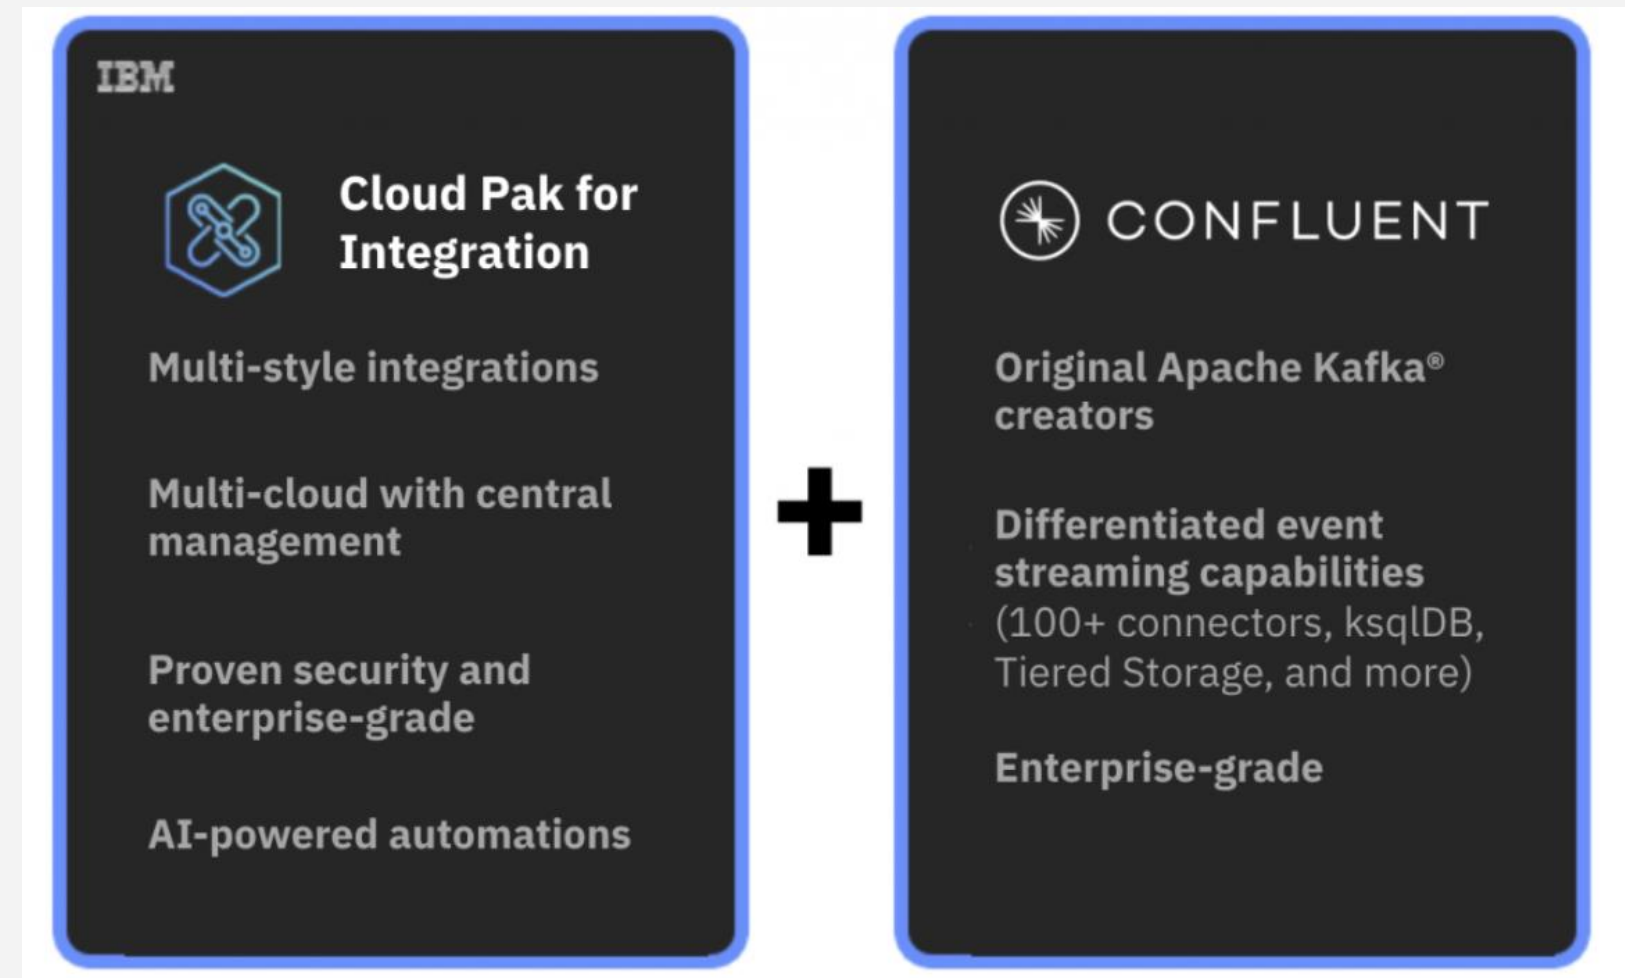 IBM
Cloud Pak for
Integration
Multi-style integrations
Multi-cloud with central
management
Proven security and
enterprise-grade
AI-powered automations
CONFLUENT
Original Apache Kafka®
creators
Differentiated event
streaming capabilities
(100+ connectors, ksqlDB,
Tiered Storage, and more)
Enterprise-grade